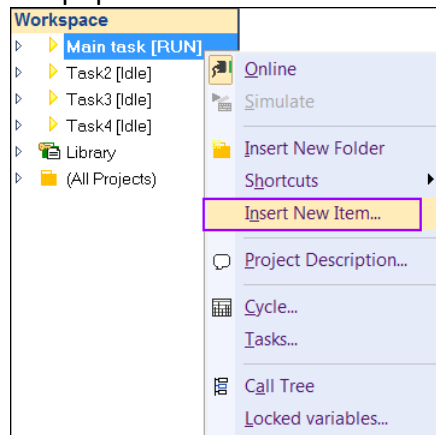 Workspace
Main task [RUN]
Task2 [Idle]
Task3 [Idle]
Task4 [Idle]
Library
(All Projects)
Online
Simulate
Insert New Folder
Shortcuts
Insert New Item...
Project Description...
Cycle...
Tasks...
Call Tree
Locked variables...